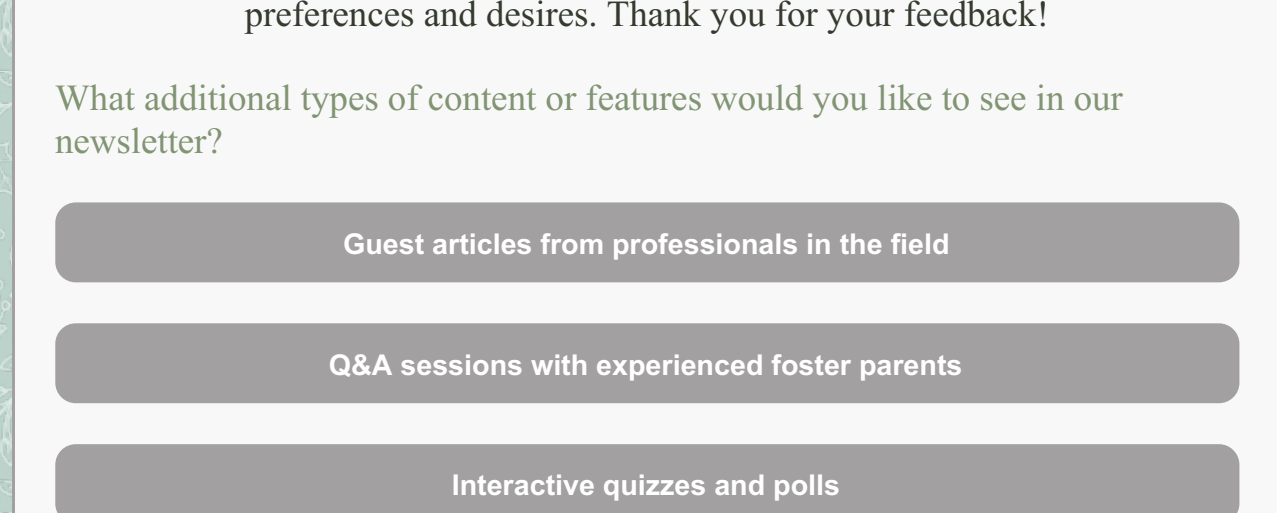 preferences and desires. Thank you for your feedback!
What additional types of content or features would you like to see in our
newsletter?
Guest articles from professionals in the field
Q&A sessions with experienced foster parents
Interactive quizzes and polls